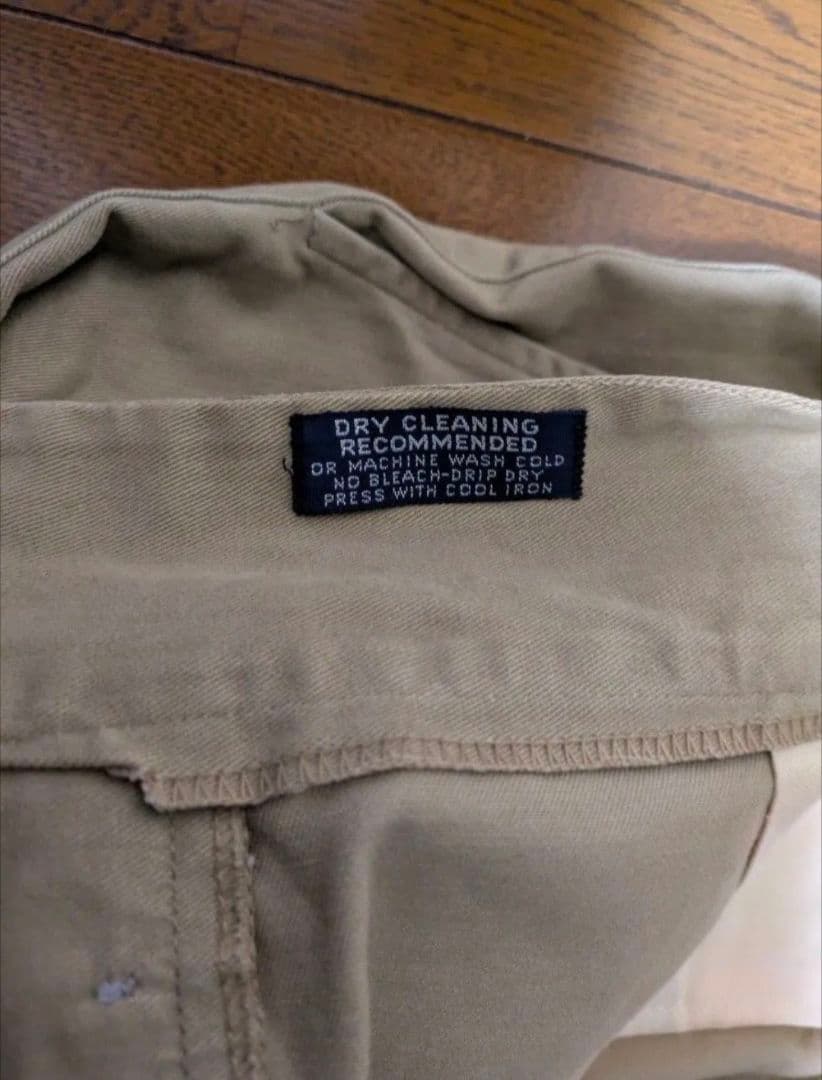 DRY CLEANING
RECOMMENDED
OR MACHINE WASH COLD
NO BLEACH-DRIP DRY
PRESS WITH COOL IRON